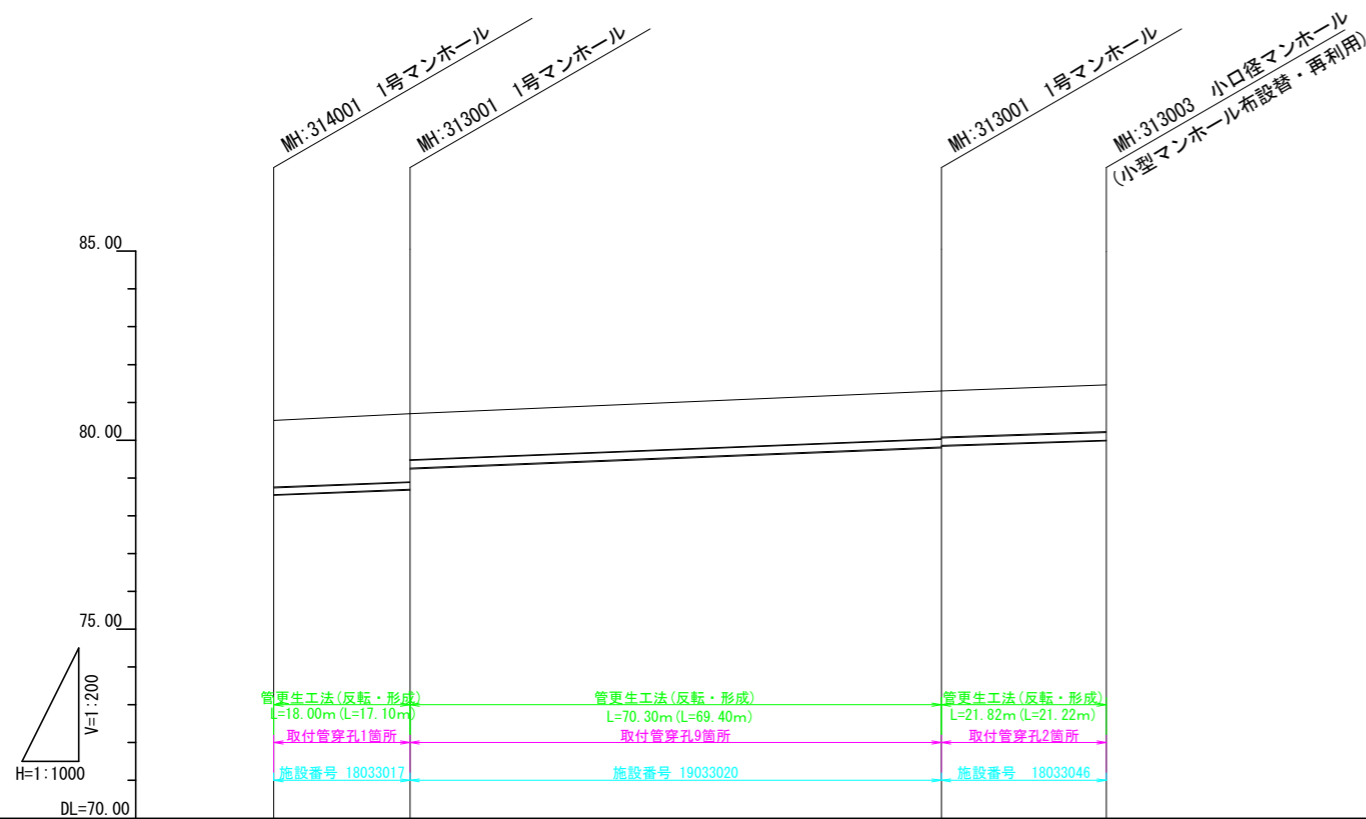 MH:314001 1号マンホール
MH:313001 1号マンホール
MH:313001 1号マンホール
MH:313003 小口径マンホール
(小型マンホール布設替・再利用)
85.00
80.00
75.00
V=1:200
H=1:1000
DL=70.00
管更生工法(反転・形成)
L=18.00m(L=17.10m)
取付管穿孔1箇所
施設番号 18033017
管更生工法(反転・形成)
L=70.30m(L=69.40m)
取付管穿孔9箇所
施設番号 19033020
管更生工法(反転・形成)
L=21.82m(L=21.22m)
取付管穿孔2箇所
施設番号 18033046